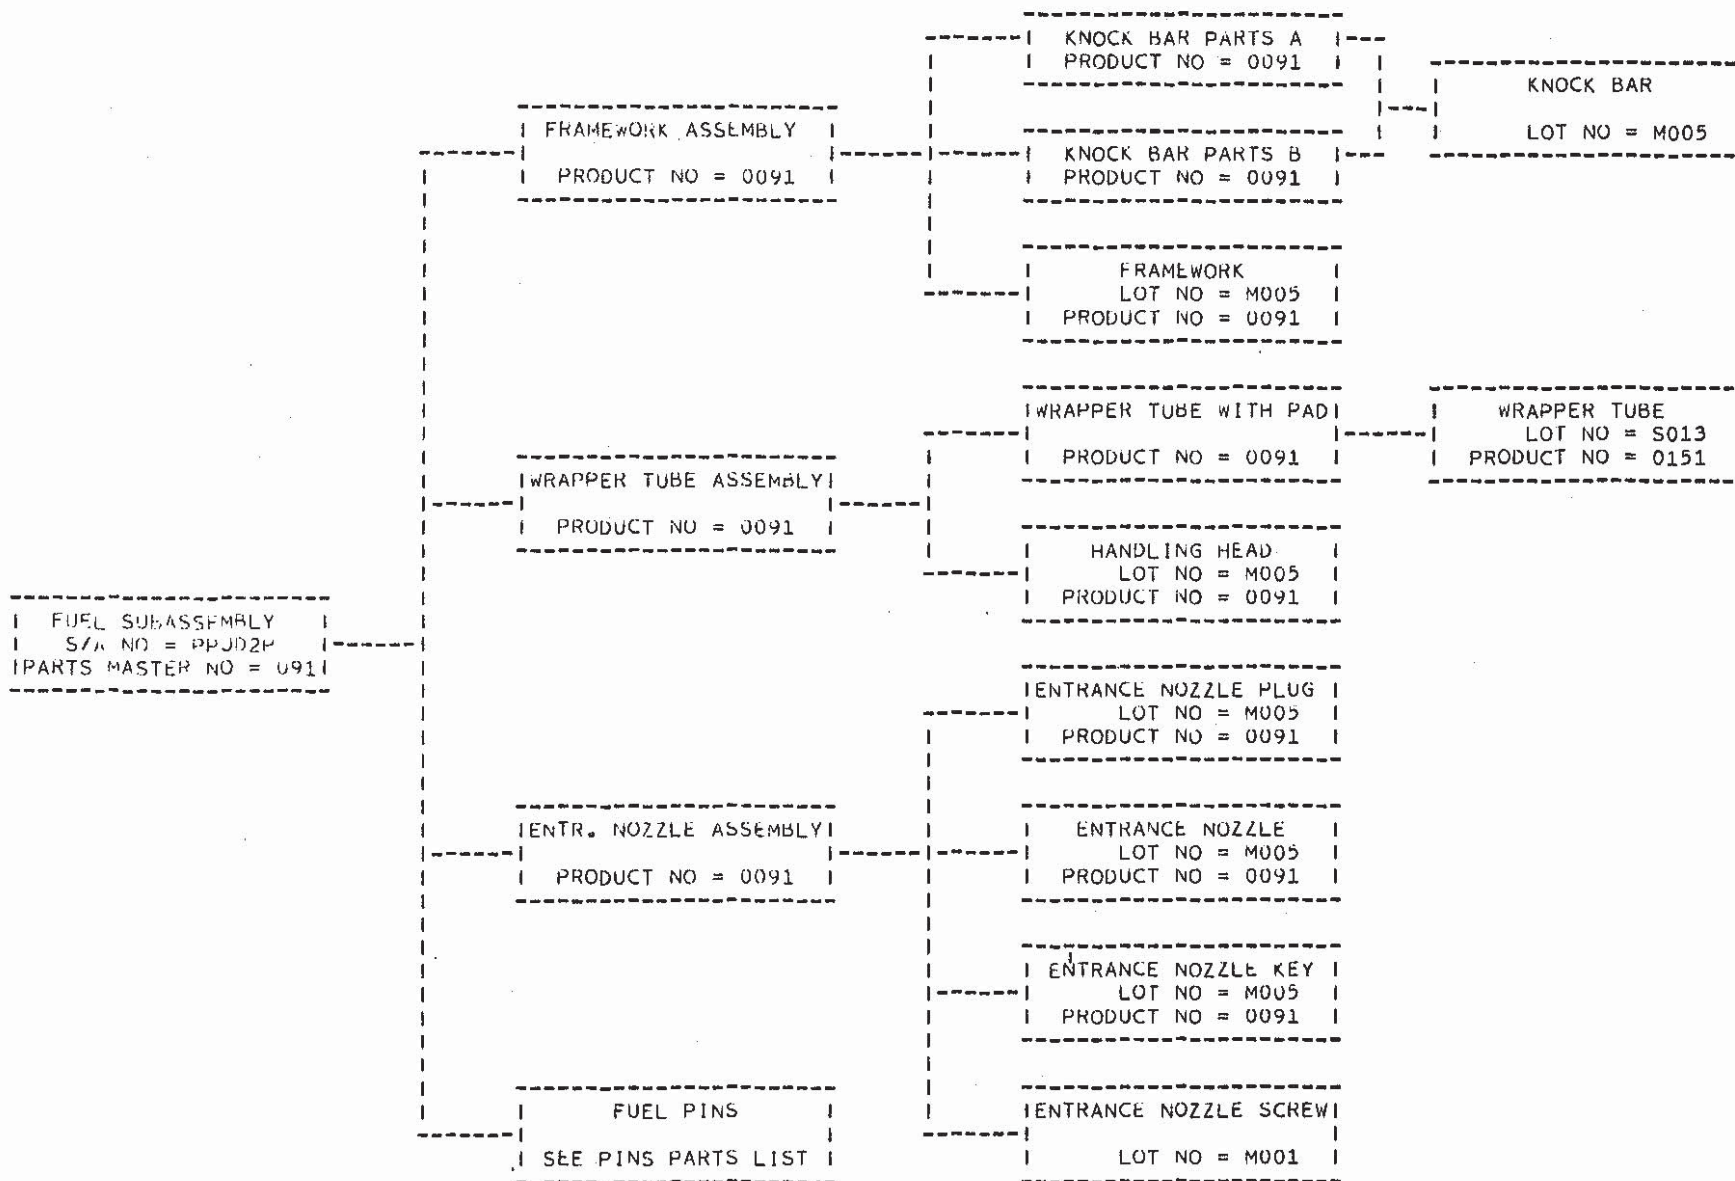 FUEL SUBASSEMBLY
S/A NO = PPJD2P
PARTS MASTER NO = 091
FRAMEWORK ASSEMBLY
PRODUCT NO = 0091
WRAPPER TUBE ASSEMBLY
PRODUCT NO = 0091
ENTR. NOZZLE ASSEMBLY
PRODUCT NO = 0091
FUEL PINS
SEE PINS PARTS LIST
KNOCK BAR PARTS A
PRODUCT NO = 0091
KNOCK BAR PARTS B
PRODUCT NO = 0091
FRAMEWORK
LOT NO = M005
PRODUCT NO = 0091
WRAPPER TUBE WITH PAD
PRODUCT NO = 0091
HANDLING HEAD
LOT NO = M005
PRODUCT NO = 0091
ENTRANCE NOZZLE PLUG
LOT NO = M005
PRODUCT NO = 0091
ENTRANCE NOZZLE
LOT NO = M005
PRODUCT NO = 0091
ENTRANCE NOZZLE KEY
LOT NO = M005
PRODUCT NO = 0091
ENTRANCE NOZZLE SCREW
LOT NO = M001
KNOCK BAR
LOT NO = M005
WRAPPER TUBE
LOT NO = S013
PRODUCT NO = 0151